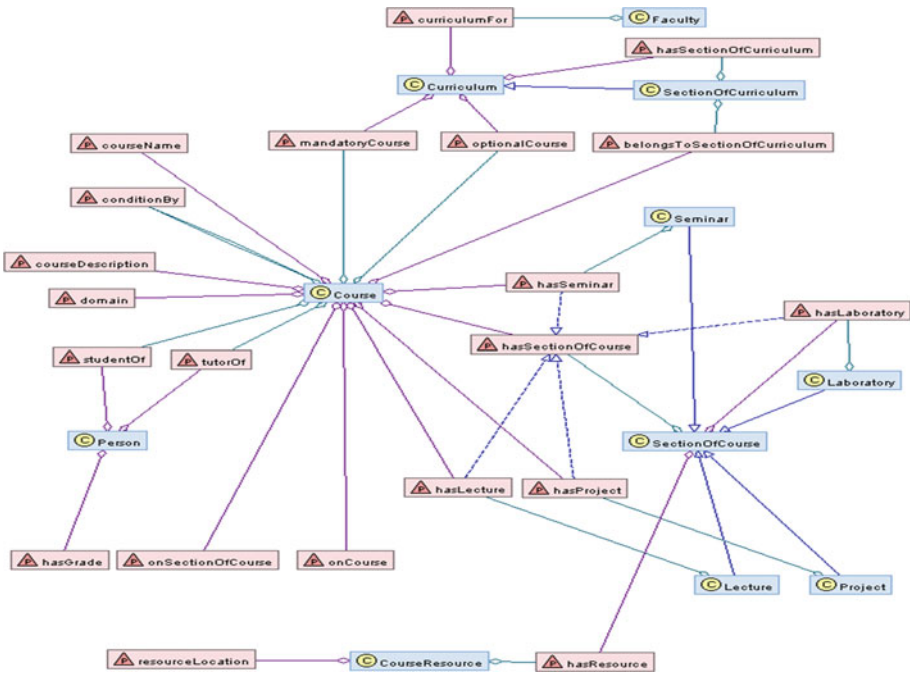 P curriculumFor
C Faculty
P hasSectionOfCurriculum
C Curriculum
C SectionOfCurriculum
P courseName
P mandatoryCourse
P optionalCourse
P belongsToSectionOfCurriculum
P conditionBy
C Seminar
P courseDescription
P hasSeminar
P domain
C Course
P hasLaboratory
P hasSectionOfCourse
P studentOf
P tutorOf
C Laboratory
C Person
C SectionOfCourse
P hasLecture
P hasProject
P hasGrade
P onSectionOfCourse
P onCourse
C Lecture
C Project
P resourceLocation
C CourseResource
P hasResource